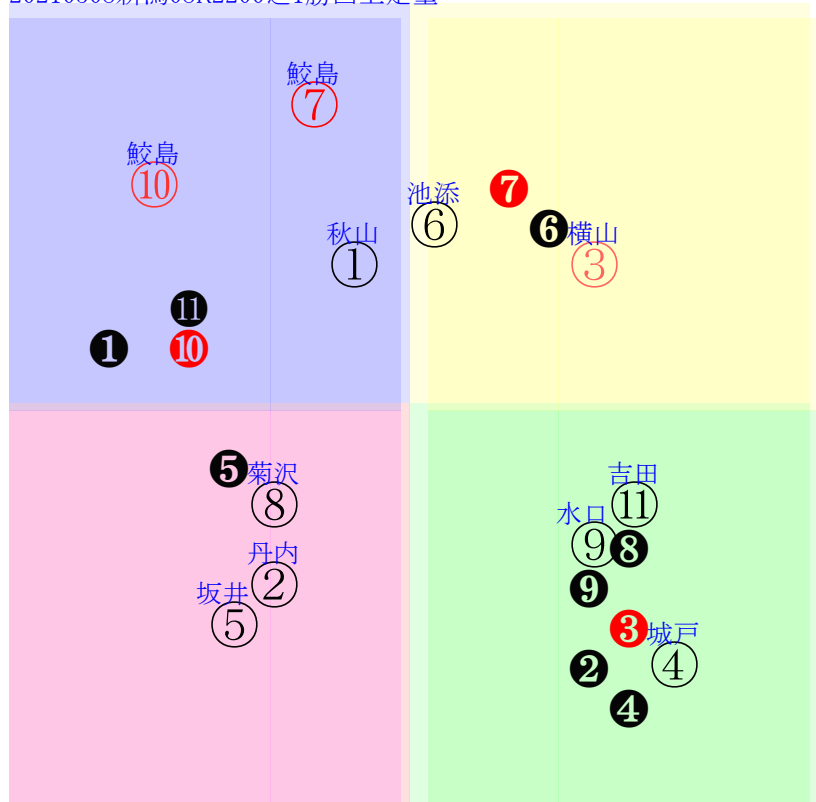 鮫島
⑦
鮫島
⑩
池添
❼
秋山
⑥
❻
横山
①
③
⓫
❶
❿
❺
菊沢
吉田
⑧
⑪
水口
⑨
❽
丹内
②
❾
坂井
⑤
❸
城戸
❷
④
❹